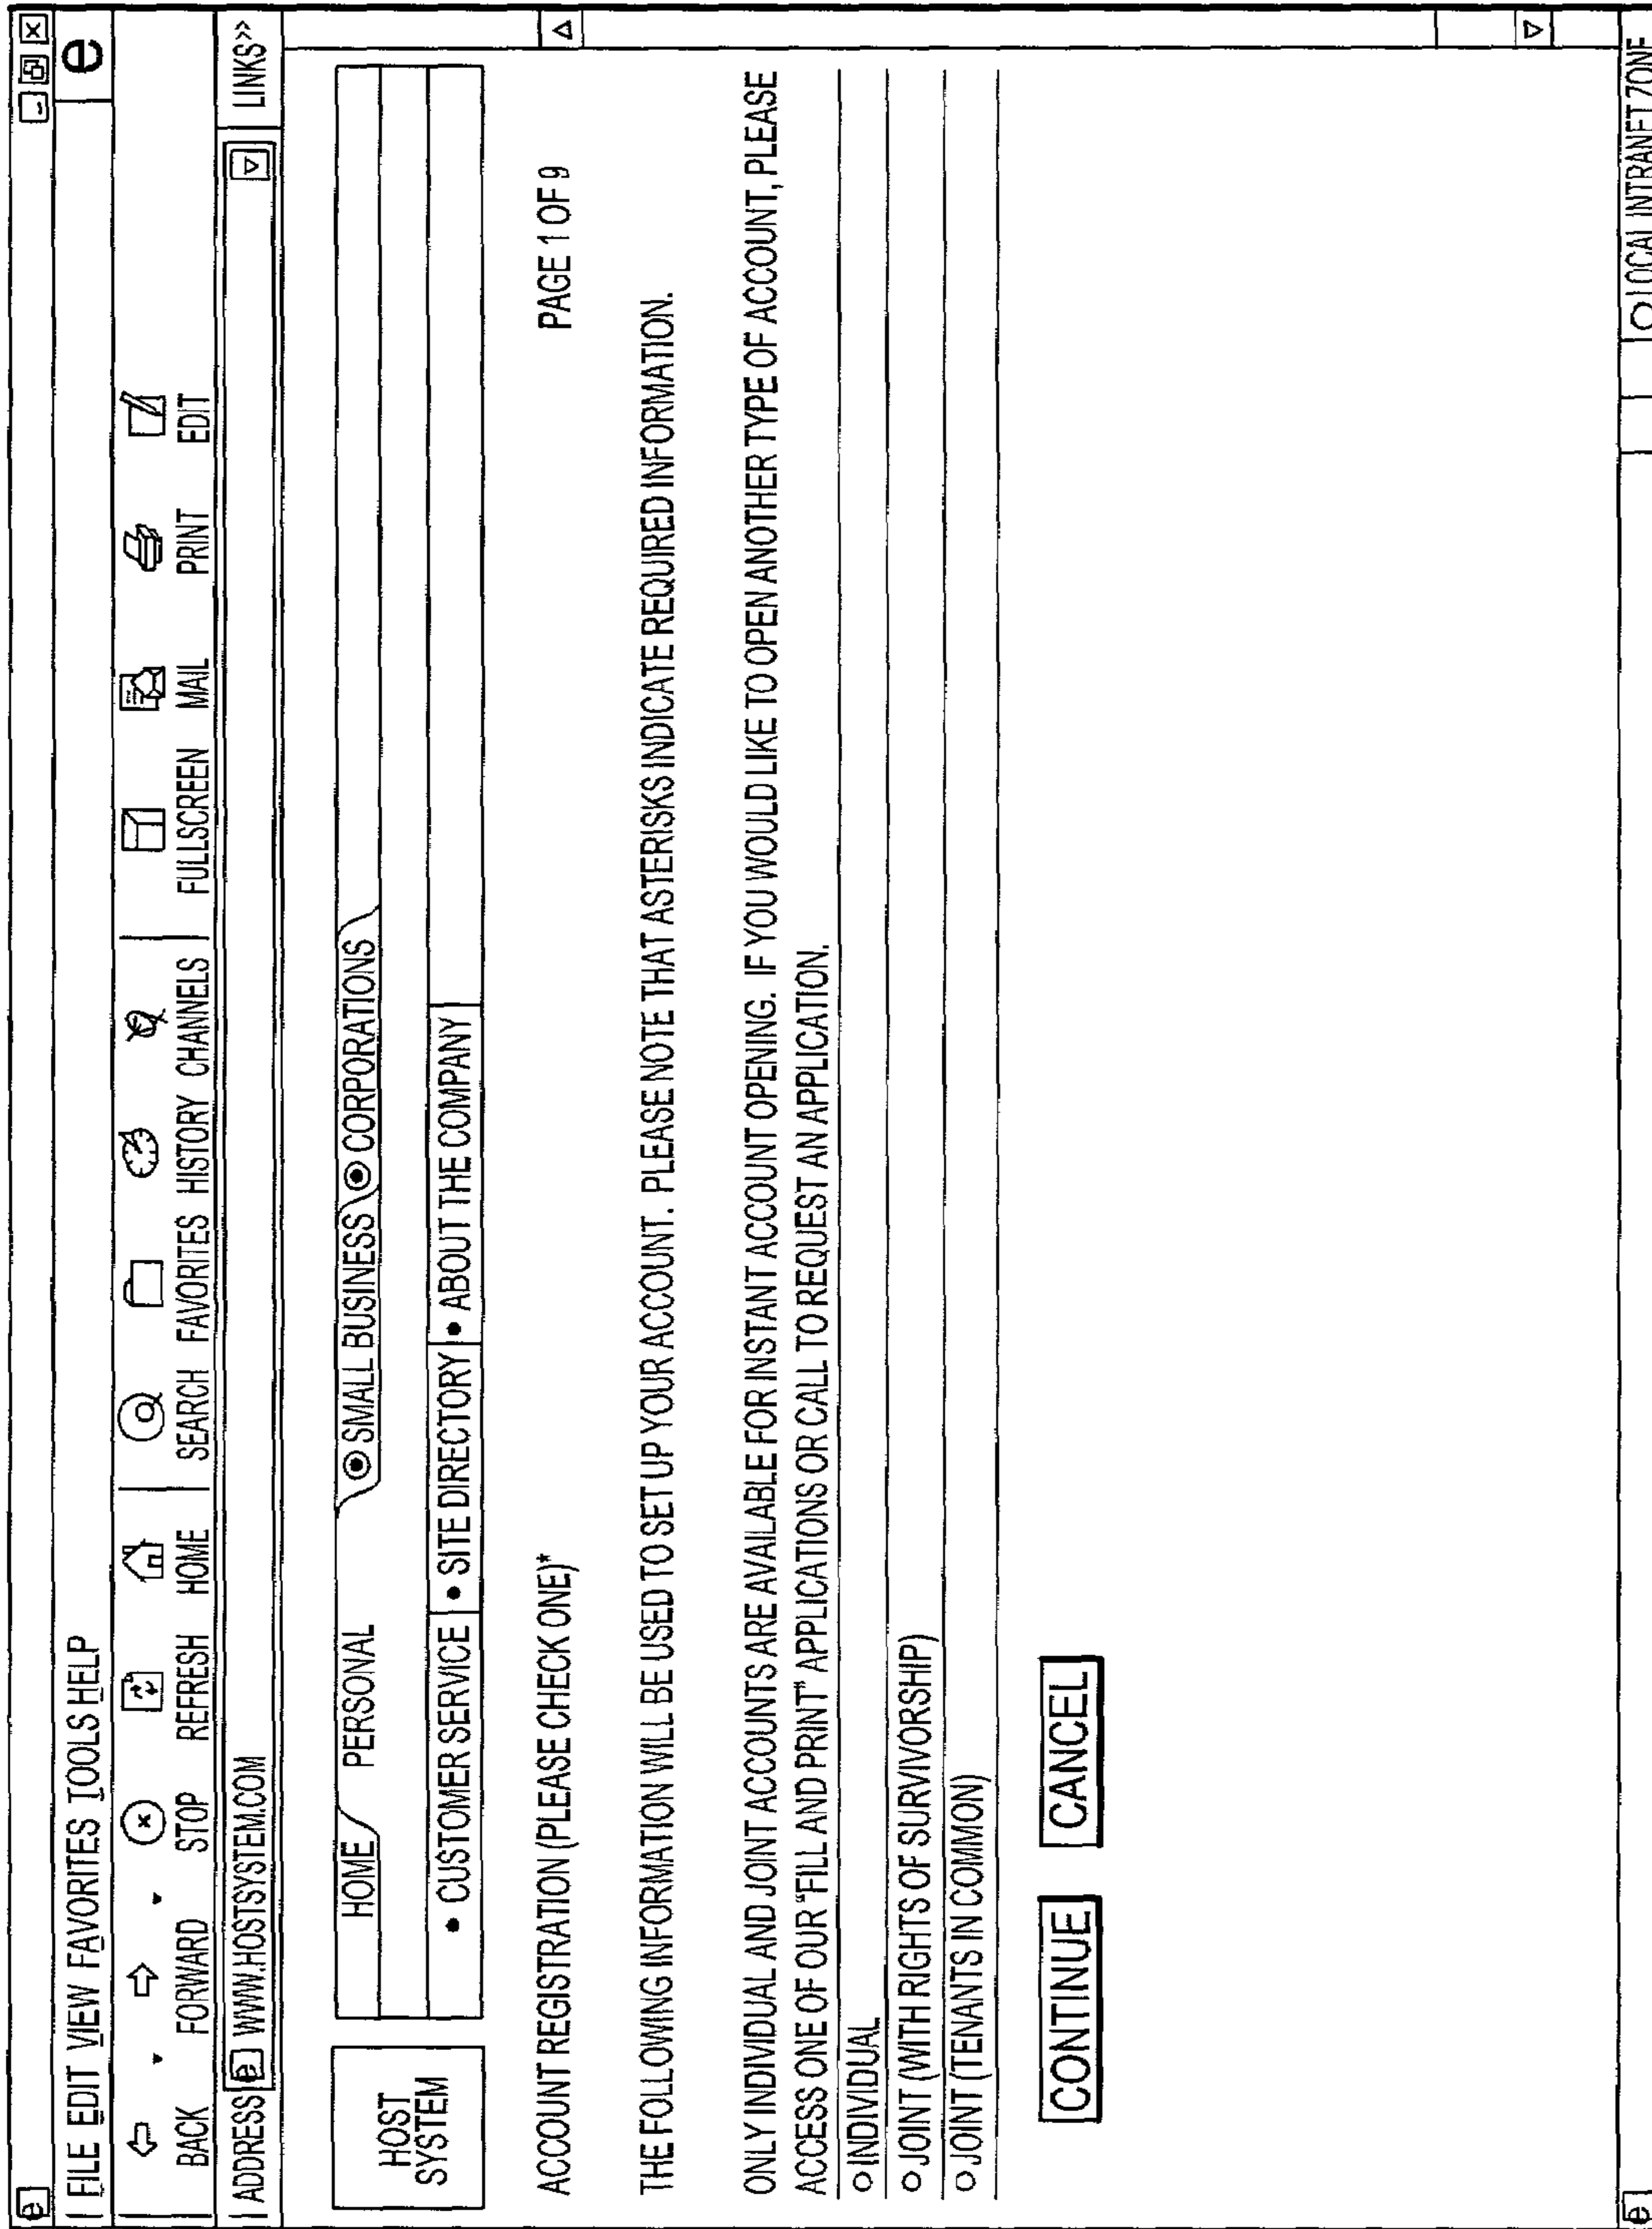 FILE EDIT VIEW FAVORITES TOOLS HELP
BACK FORWARD STOP REFRESH HOME SEARCH FAVORITES HISTORY CHANNELS FULLSCREEN MAIL PRINT EDIT
ADDRESS WWW.HOSTSYSTEM.COM LINKS>>
HOST
SYSTEM
HOME PERSONAL SMALL BUSINESS CORPORATIONS
• CUSTOMER SERVICE • SITE DIRECTORY • ABOUT THE COMPANY
ACCOUNT REGISTRATION (PLEASE CHECK ONE)* PAGE 1 OF 9
THE FOLLOWING INFORMATION WILL BE USED TO SET UP YOUR ACCOUNT. PLEASE NOTE THAT ASTERISKS INDICATE REQUIRED INFORMATION.
ONLY INDIVIDUAL AND JOINT ACCOUNTS ARE AVAILABLE FOR INSTANT ACCOUNT OPENING. IF YOU WOULD LIKE TO OPEN ANOTHER TYPE OF ACCOUNT, PLEASE
ACCESS ONE OF OUR "FILL AND PRINT" APPLICATIONS OR CALL TO REQUEST AN APPLICATION.
INDIVIDUAL
JOINT (WITH RIGHTS OF SURVIVORSHIP)
JOINT (TENANTS IN COMMON)
CONTINUE CANCEL
LOCAL INTRANET ZONE